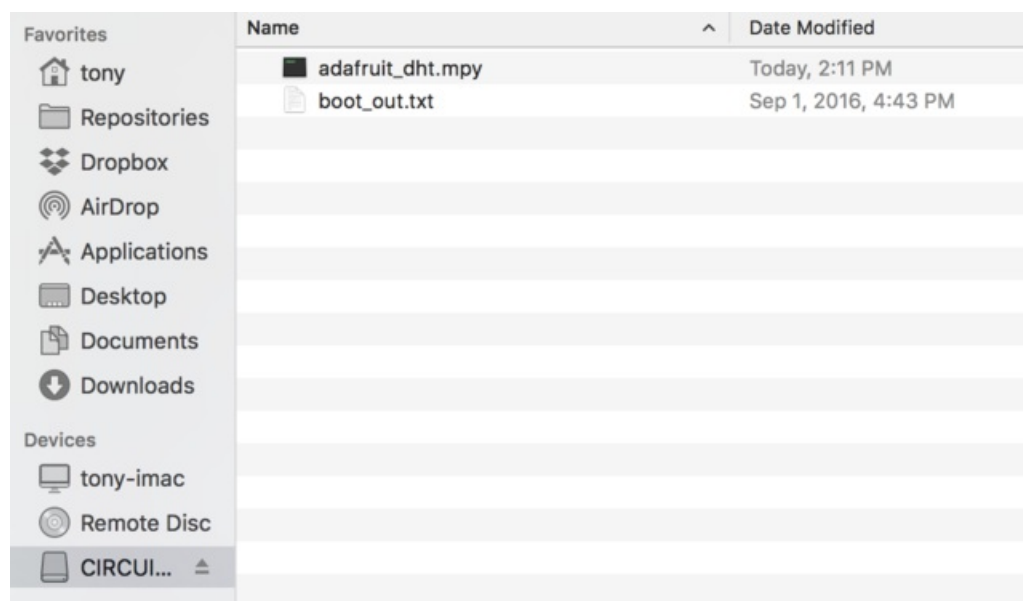 Favorites
tony
Repositories
Dropbox
AirDrop
Applications
Desktop
Documents
Downloads
Devices
tony-imac
Remote Disc
CIRCUI...
Name Date Modified
adafruit_dht.mpy Today, 2:11 PM
boot_out.txt Sep 1, 2016, 4:43 PM